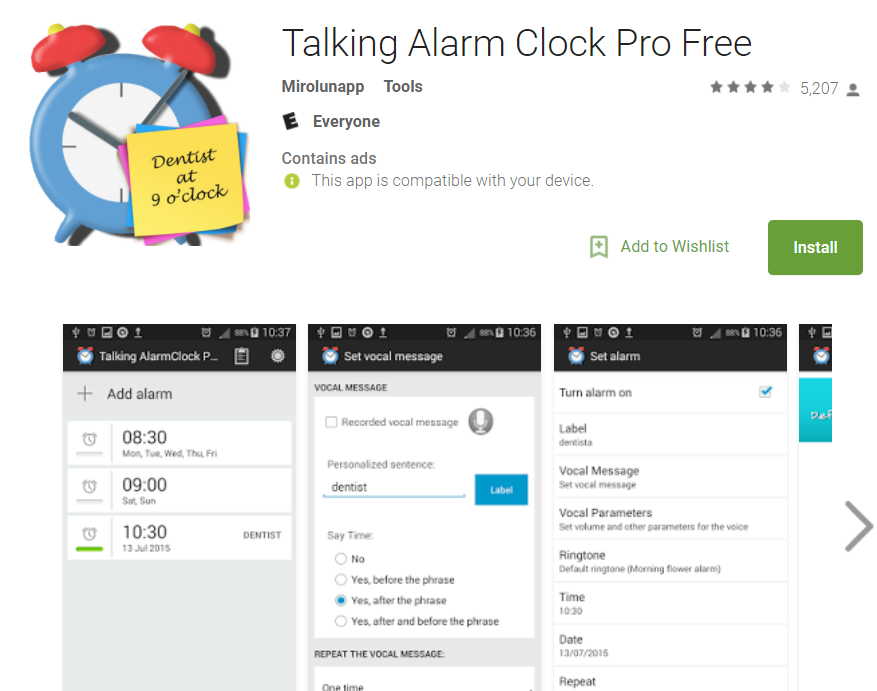 Talking Alarm Clock Pro Free
Mirolunapp Tools
5,207
E Everyone
Contains ads
This app is compatible with your device.
Add to Wishlist
Install
Dentist
at
9 o'clock
88% 10:37
Talking AlarmClock P...
Add alarm
08:30
Mon, Tue, Wed, Thu, Fri
09:00
Sat, Sun
10:30
13 Jul 2015
DENTIST
88% 10:36
Set vocal message
VOCAL MESSAGE
Recorded vocal message
Personalized sentence:
dentist
Label
Say Time:
No
Yes, before the phrase
Yes, after the phrase
Yes, after and before the phrase
REPEAT THE VOCAL MESSAGE:
One time
88% 10:36
Set alarm
Turn alarm on
Label
dentista
Vocal Message
Set vocal message
Vocal Parameters
Set volume and other parameters for the voice
Ringtone
Default ringtone (Morning flower alarm)
Time
10:30
Date
13/07/2015
Repeat